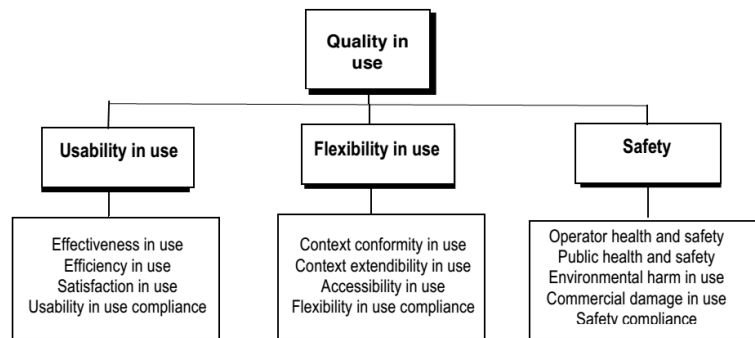 Quality in
use
Usability in use
Flexibility in use
Safety
Effectiveness in use
Efficiency in use
Satisfaction in use
Usability in use compliance
Context conformity in use
Context extendibility in use
Accessibility in use
Flexibility in use compliance
Operator health and safety
Public health and safety
Environmental harm in use
Commercial damage in use
Safety compliance